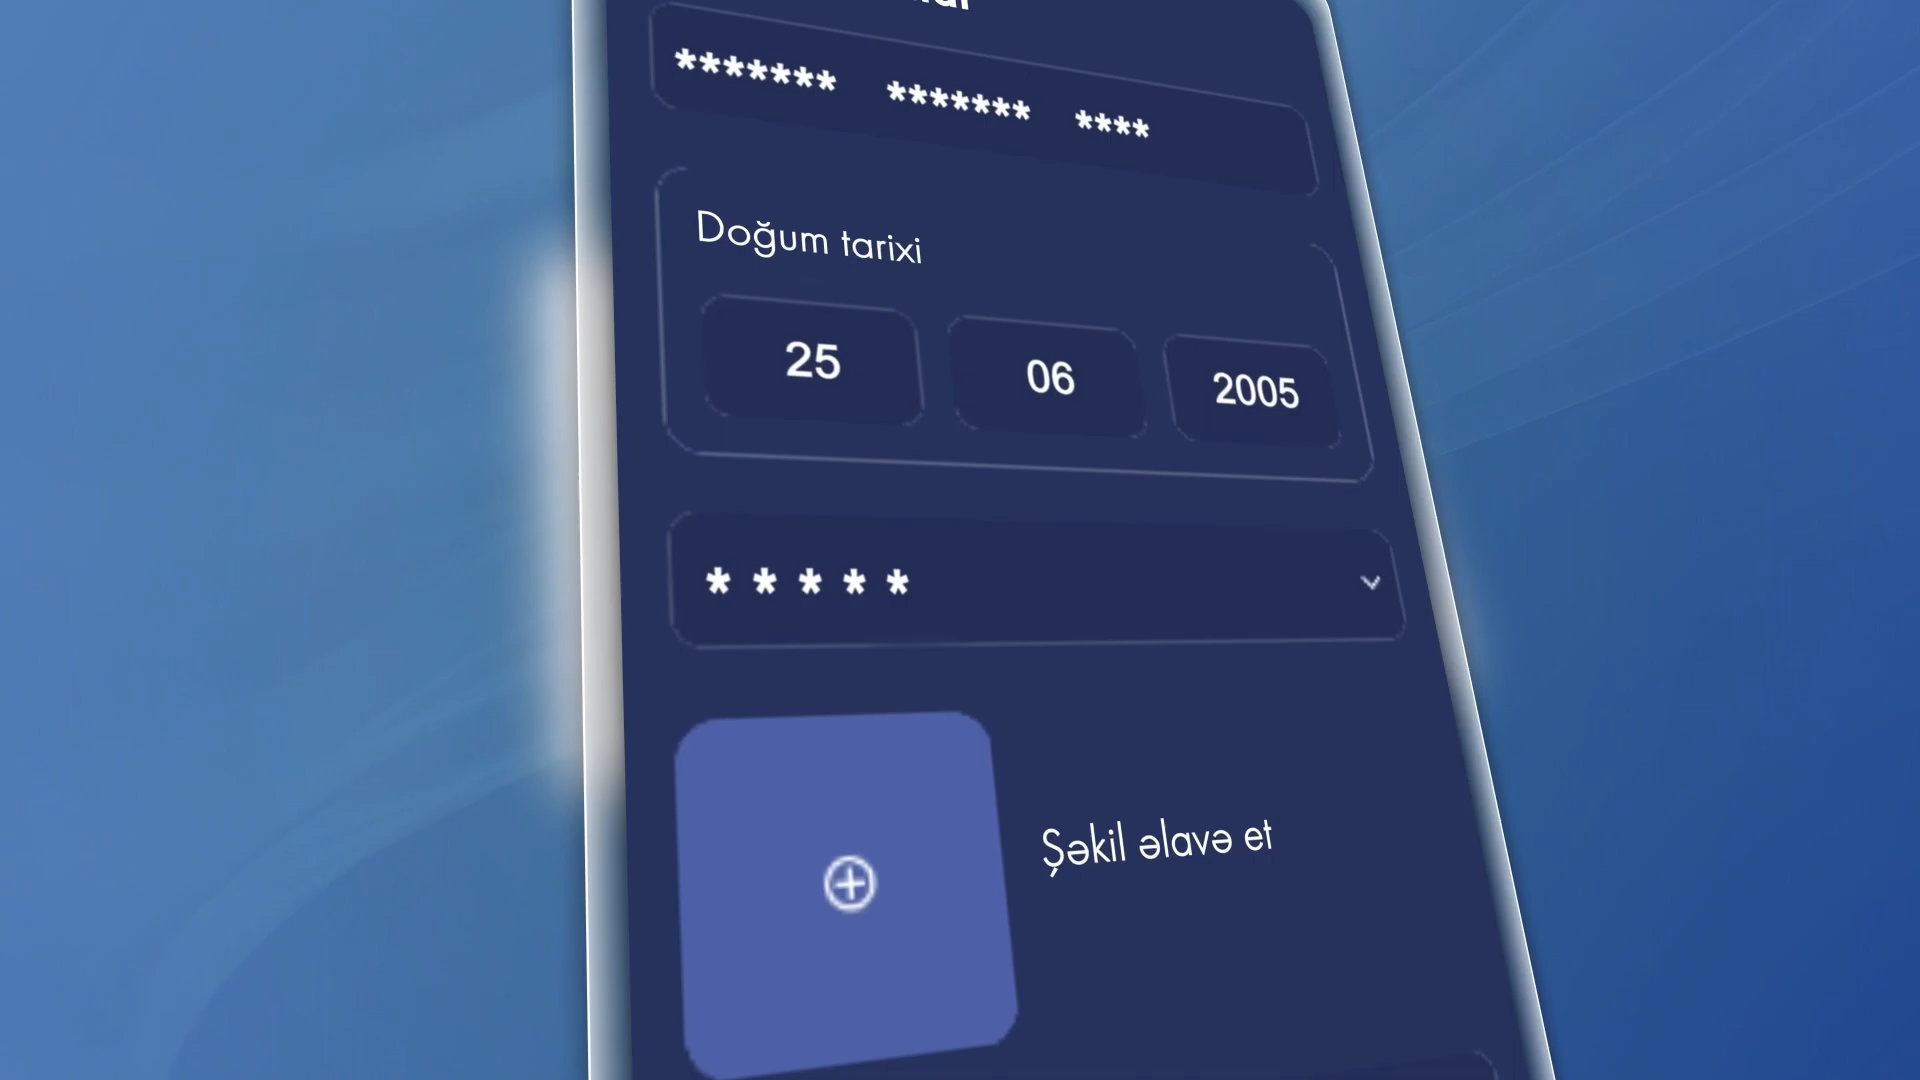 ******* ******* ****
Doğum tarixi
25 06 2005
* * * * *
Şəkil əlavə et